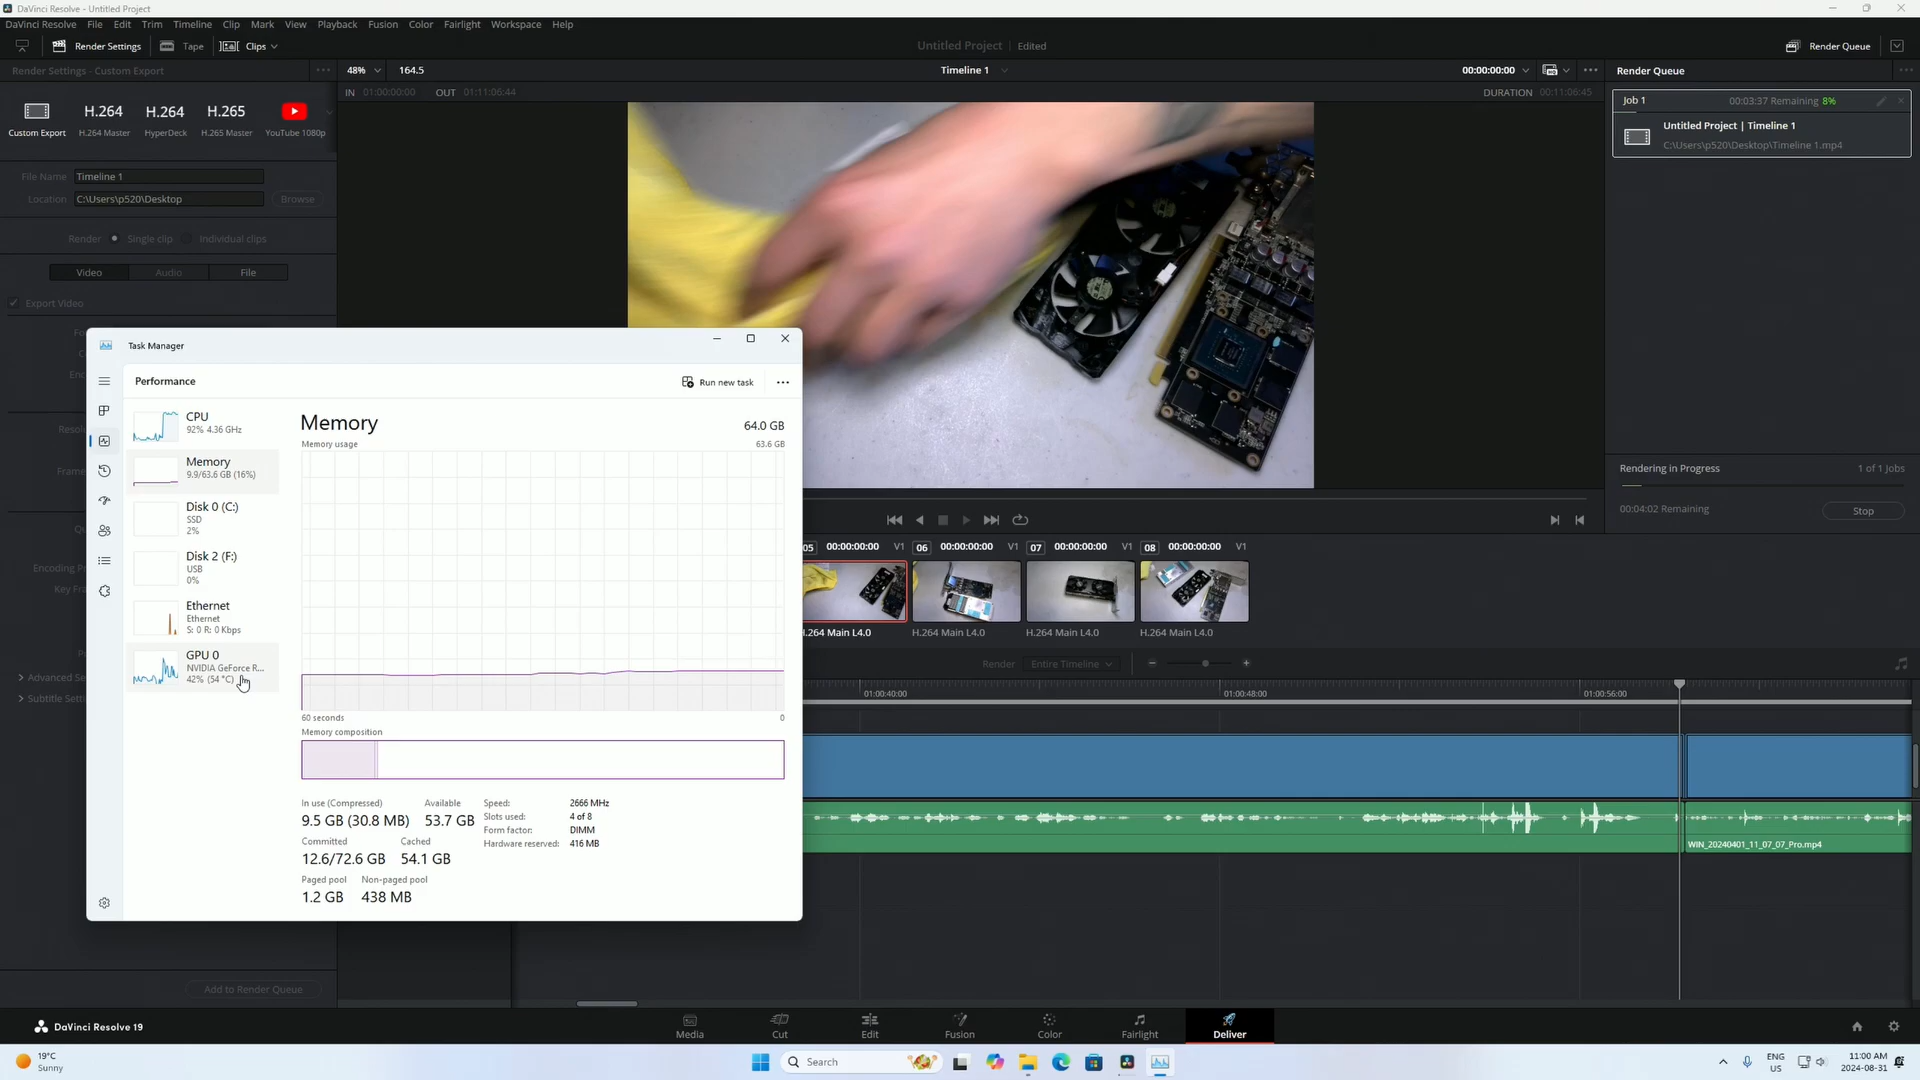 DaVinci Resolve - Untitled Project
DaVinci Resolve File Edit Trim Timeline Clip Mark View Playback Fusion Color Fairlight Workspace Help
Render Settings Tape Clips Untitled Project Edited Render Queue
Render Settings - Custom Export 48% 164.5 Timeline 1 00:00:00:00 Render Queue
IN 01:00:00:00 OUT 01:11:06:44 DURATION 00:11:06:45
H.264 H.264 H.265
Custom Export H.264 Master HyperDeck H.265 Master YouTube 1080p
Job 1 00:03:37 Remaining 8%
Untitled Project | Timeline 1
C:\Users\p520\Desktop\Timeline 1.mp4
File Name Timeline 1
Location C:\Users\p520\Desktop Browse
Render Single clip Individual clips
Video Audio File
Export Video
Task Manager
Performance Run new task
CPU
92% 4.36 GHz
Memory
9.9/63.6 GB (16%)
Disk 0 (C:)
SSD
2%
Disk 2 (F:)
USB
0%
Ethernet
Ethernet
S: 0 R: 0 Kbps
GPU 0
NVIDIA GeForce R...
42% (54 °C)
Memory 64.0 GB
Memory usage 63.6 GB
60 seconds 0
Memory composition
In use (Compressed) Available Speed: 2666 MHz
9.5 GB (30.8 MB) 53.7 GB Slots used: 4 of 8
Form factor: DIMM
Committed Cached Hardware reserved: 416 MB
12.6/72.6 GB 54.1 GB
Paged pool Non-paged pool
1.2 GB 438 MB
Rendering in Progress 1 of 1 Jobs
00:04:02 Remaining Stop
05 00:00:00:00 V1 06 00:00:00:00 V1 07 00:00:00:00 V1 08 00:00:00:00 V1
H.264 Main L4.0 H.264 Main L4.0 H.264 Main L4.0 H.264 Main L4.0
Render Entire Timeline
01:00:40:00 01:00:48:00 01:00:56:00
WIN_20240401_11_07_07_Pro.mp4
Encoding
Key
Advanced
Subtitle
Add to Render Queue
DaVinci Resolve 19 Media Cut Edit Fusion Color Fairlight Deliver
19°C
Sunny
Search
ENG
US
11:00 AM
2024-08-31